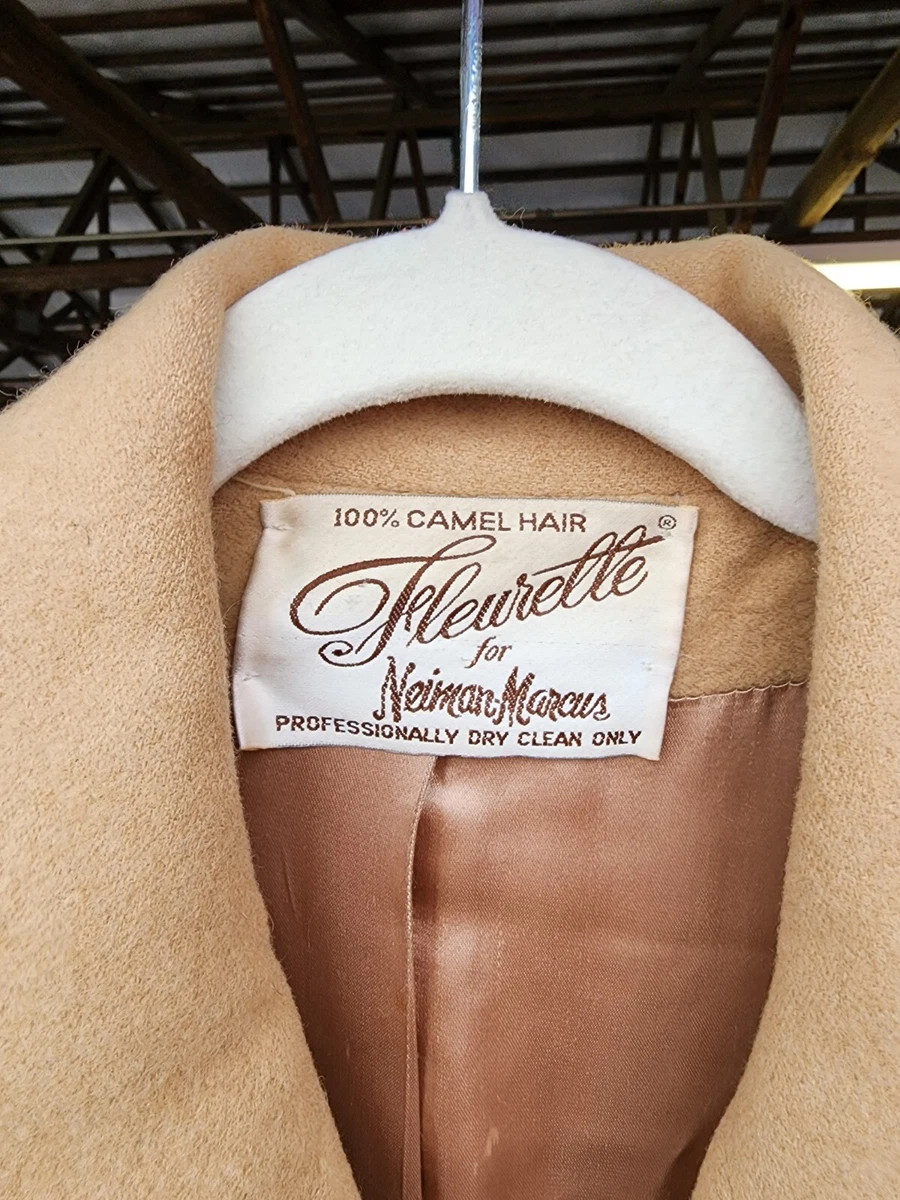 100% CAMEL HAIR
Fleurette ®
for
Neiman-Marcus
PROFESSIONALLY DRY CLEAN ONLY